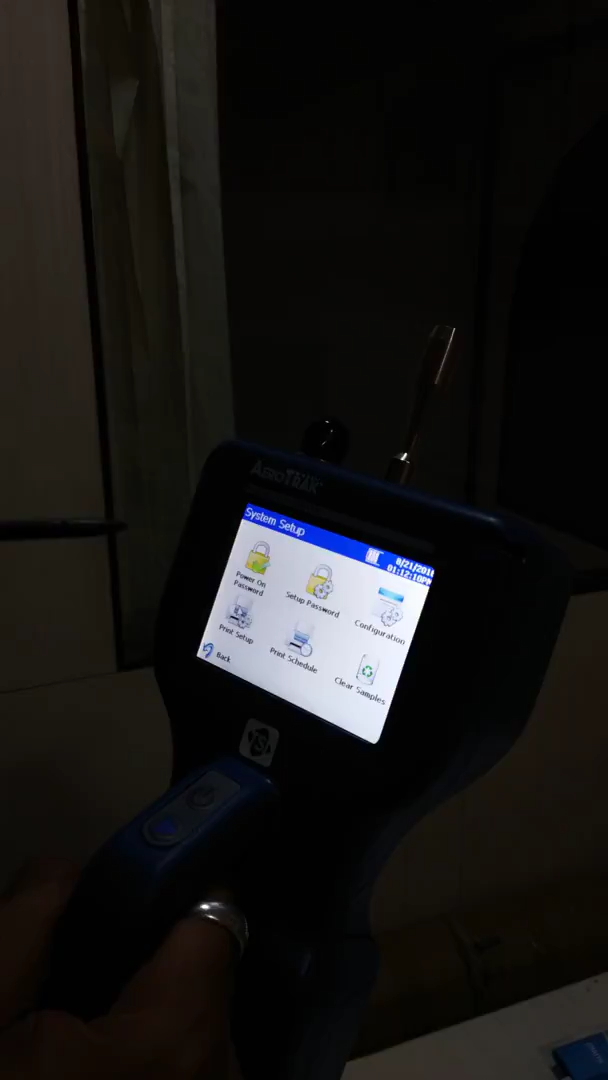 AEROTRAK
System Setup
01:12:10PM
Power On
Password
Setup Password
Configuration
Print Setup
Print Schedule
Clear Samples
Back
TSI